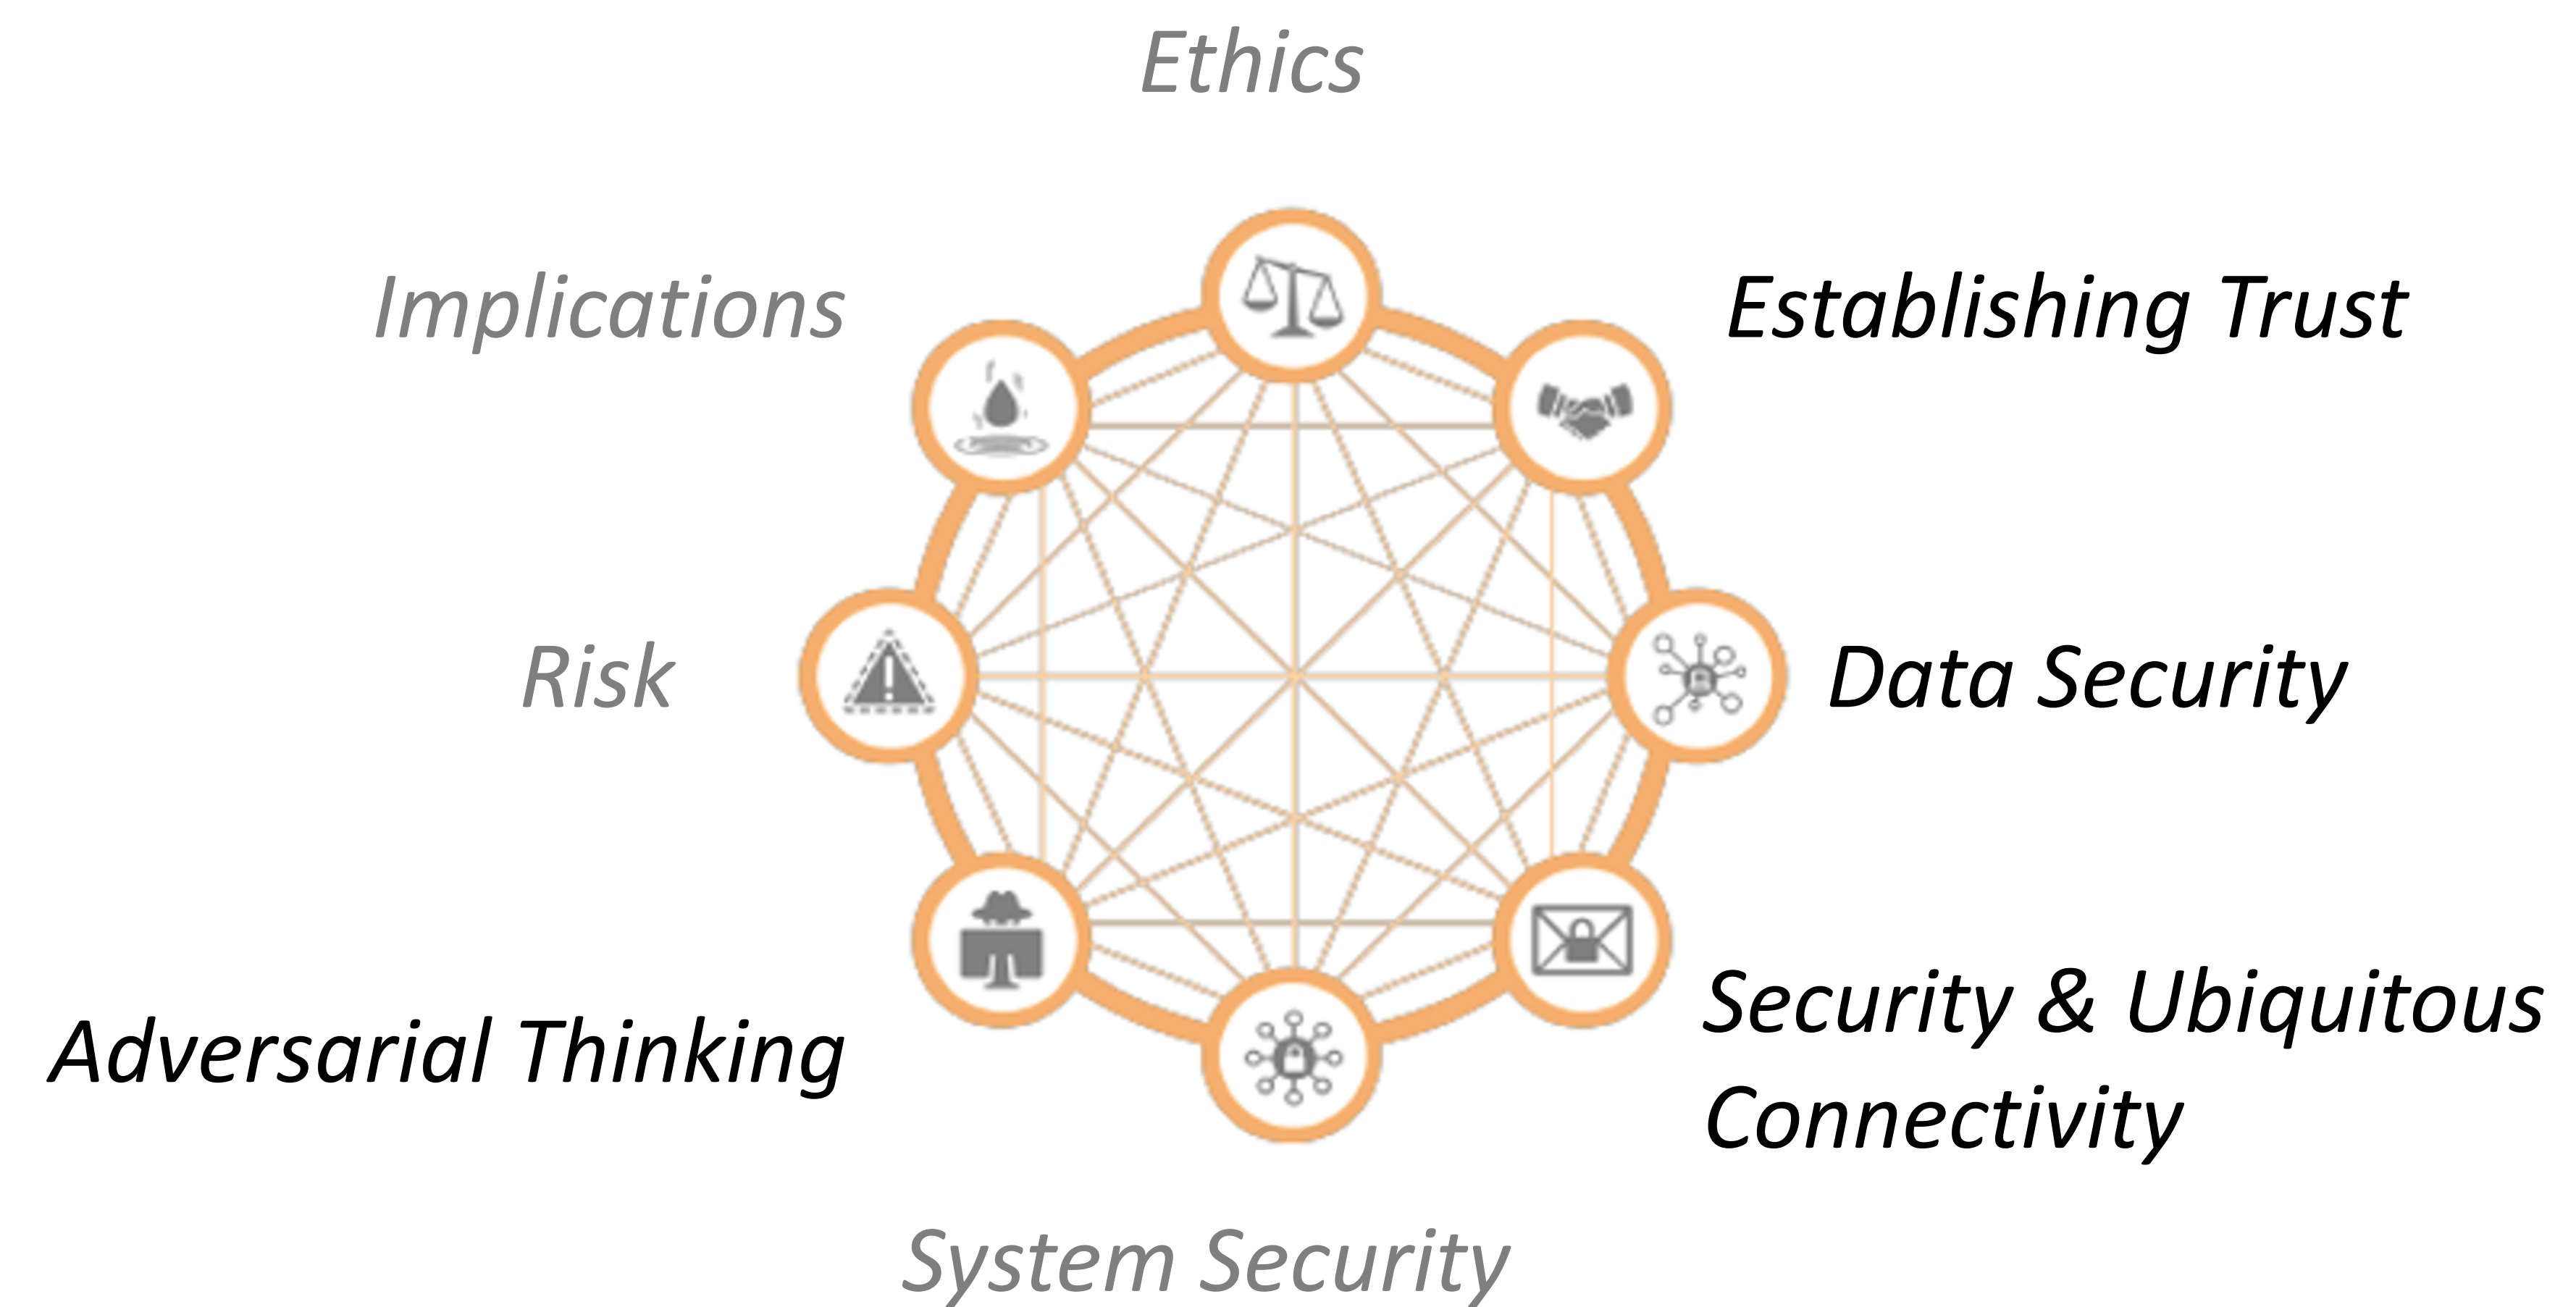 Ethics
Implications
Establishing Trust
Risk
Data Security
Adversarial Thinking
Security & Ubiquitous
Connectivity
System Security